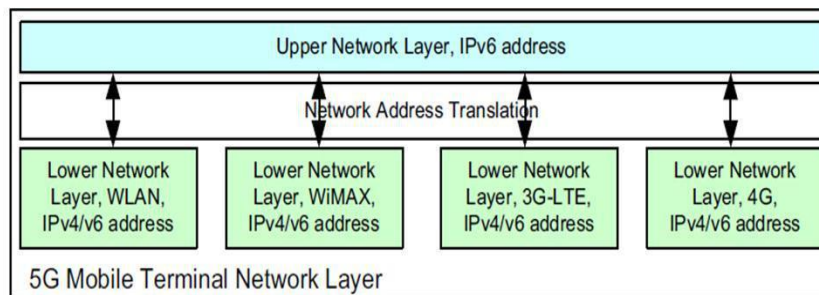 Upper Network Layer, IPv6 address
Network Address Translation
Lower Network
Layer, WLAN,
IPv4/v6 address
Lower Network
Layer, WiMAX,
IPv4/v6 address
Lower Network
Layer, 3G-LTE,
IPv4/v6 address
Lower Network
Layer, 4G,
IPv4/v6 address
5G Mobile Terminal Network Layer